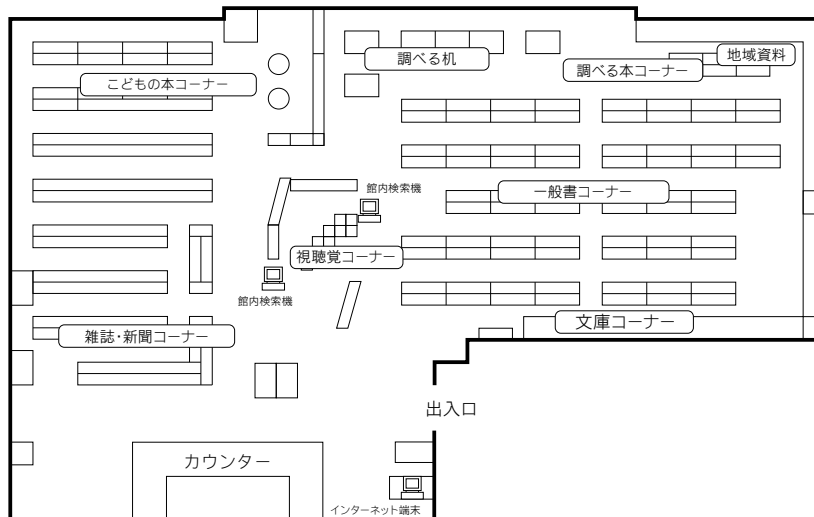 調べる机
地域資料
調べる本コーナー
こどもの本コーナー
館内検索機
一般書コーナー
視聴覚コーナー
館内検索機
文庫コーナー
雑誌・新聞コーナー
出入口
カウンター
インターネット端末